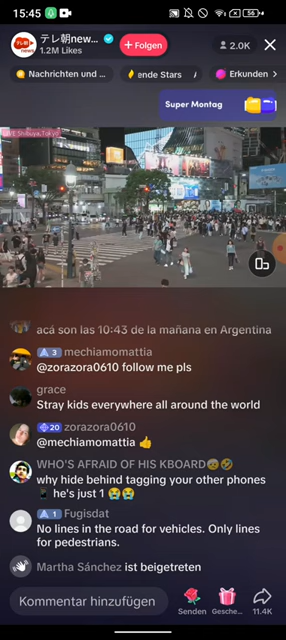 15:45
テレ朝new...
1.2M Likes
+ Folgen
2.0K
Nachrichten und ...
ende Stars
Erkunden >
Super Montag
LIVE Shibuya,Tokyo
acá son las 10:43 de la mañana en Argentina
3 mechiamomattia
@zorazora0610 follow me pls
grace
Stray kids everywhere all around the world
20 zorazora0610
@mechiamomattia 👍
WHO'S AFRAID OF HIS KBOARD🤕🤣
why hide behind tagging your other phones
📱 he's just 1 😭😭
1 Fugisdat
No lines in the road for vehicles. Only lines
for pedestrians.
Martha Sánchez ist beigetreten
Kommentar hinzufügen
Senden
Gesche...
11.4K